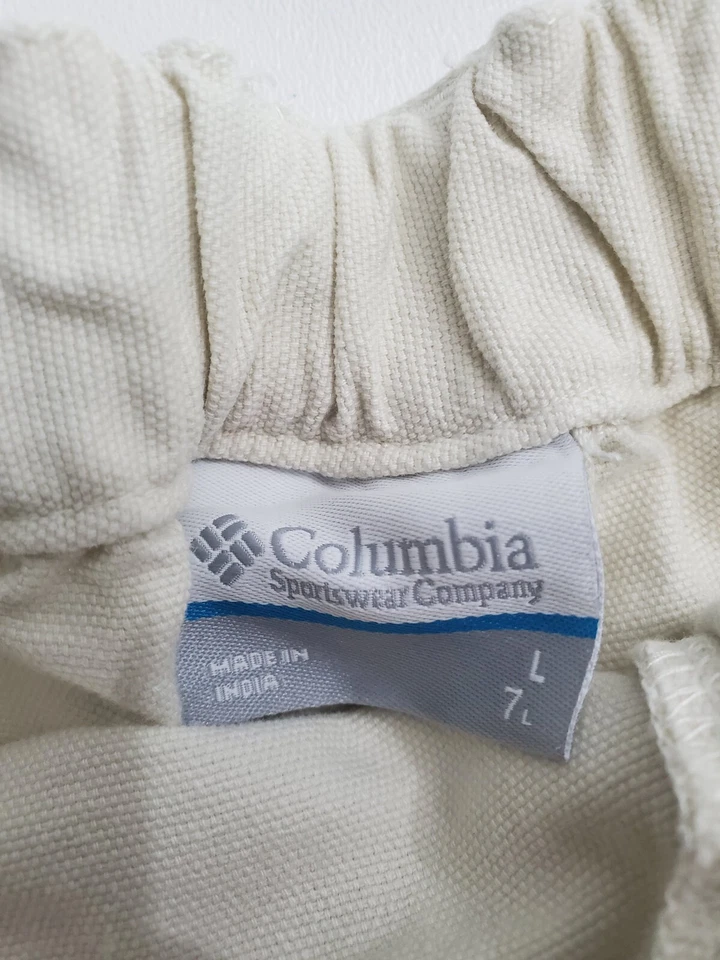 Columbia
Sportswear Company
MADE IN
INDIA
L
7L